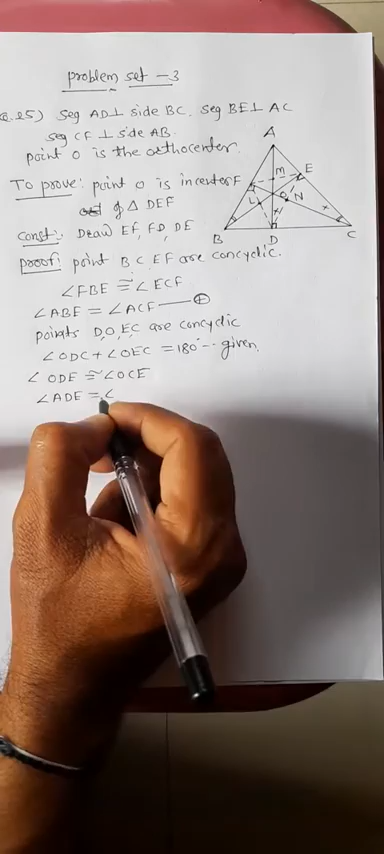 problem set -3
Q.25) seg AD⊥ side BC, seg BE⊥ AC
seg CF ⊥ side AB.
point O is the orthocenter.
To prove: point O is incenter
of △ DEF
Const:. Draw EF, FD, DE
proof: point B C, EF are concyclic.
∠FBE ≅ ∠ECF
∠ABE = ∠ACF —— ①
points D, O, E C are concyclic
∠ODC + ∠OEC = 180° -- given,
∠ODE ≅ ∠OCE
∠ADE = ∠
A
M
E
F
L
O
N
B
D
C